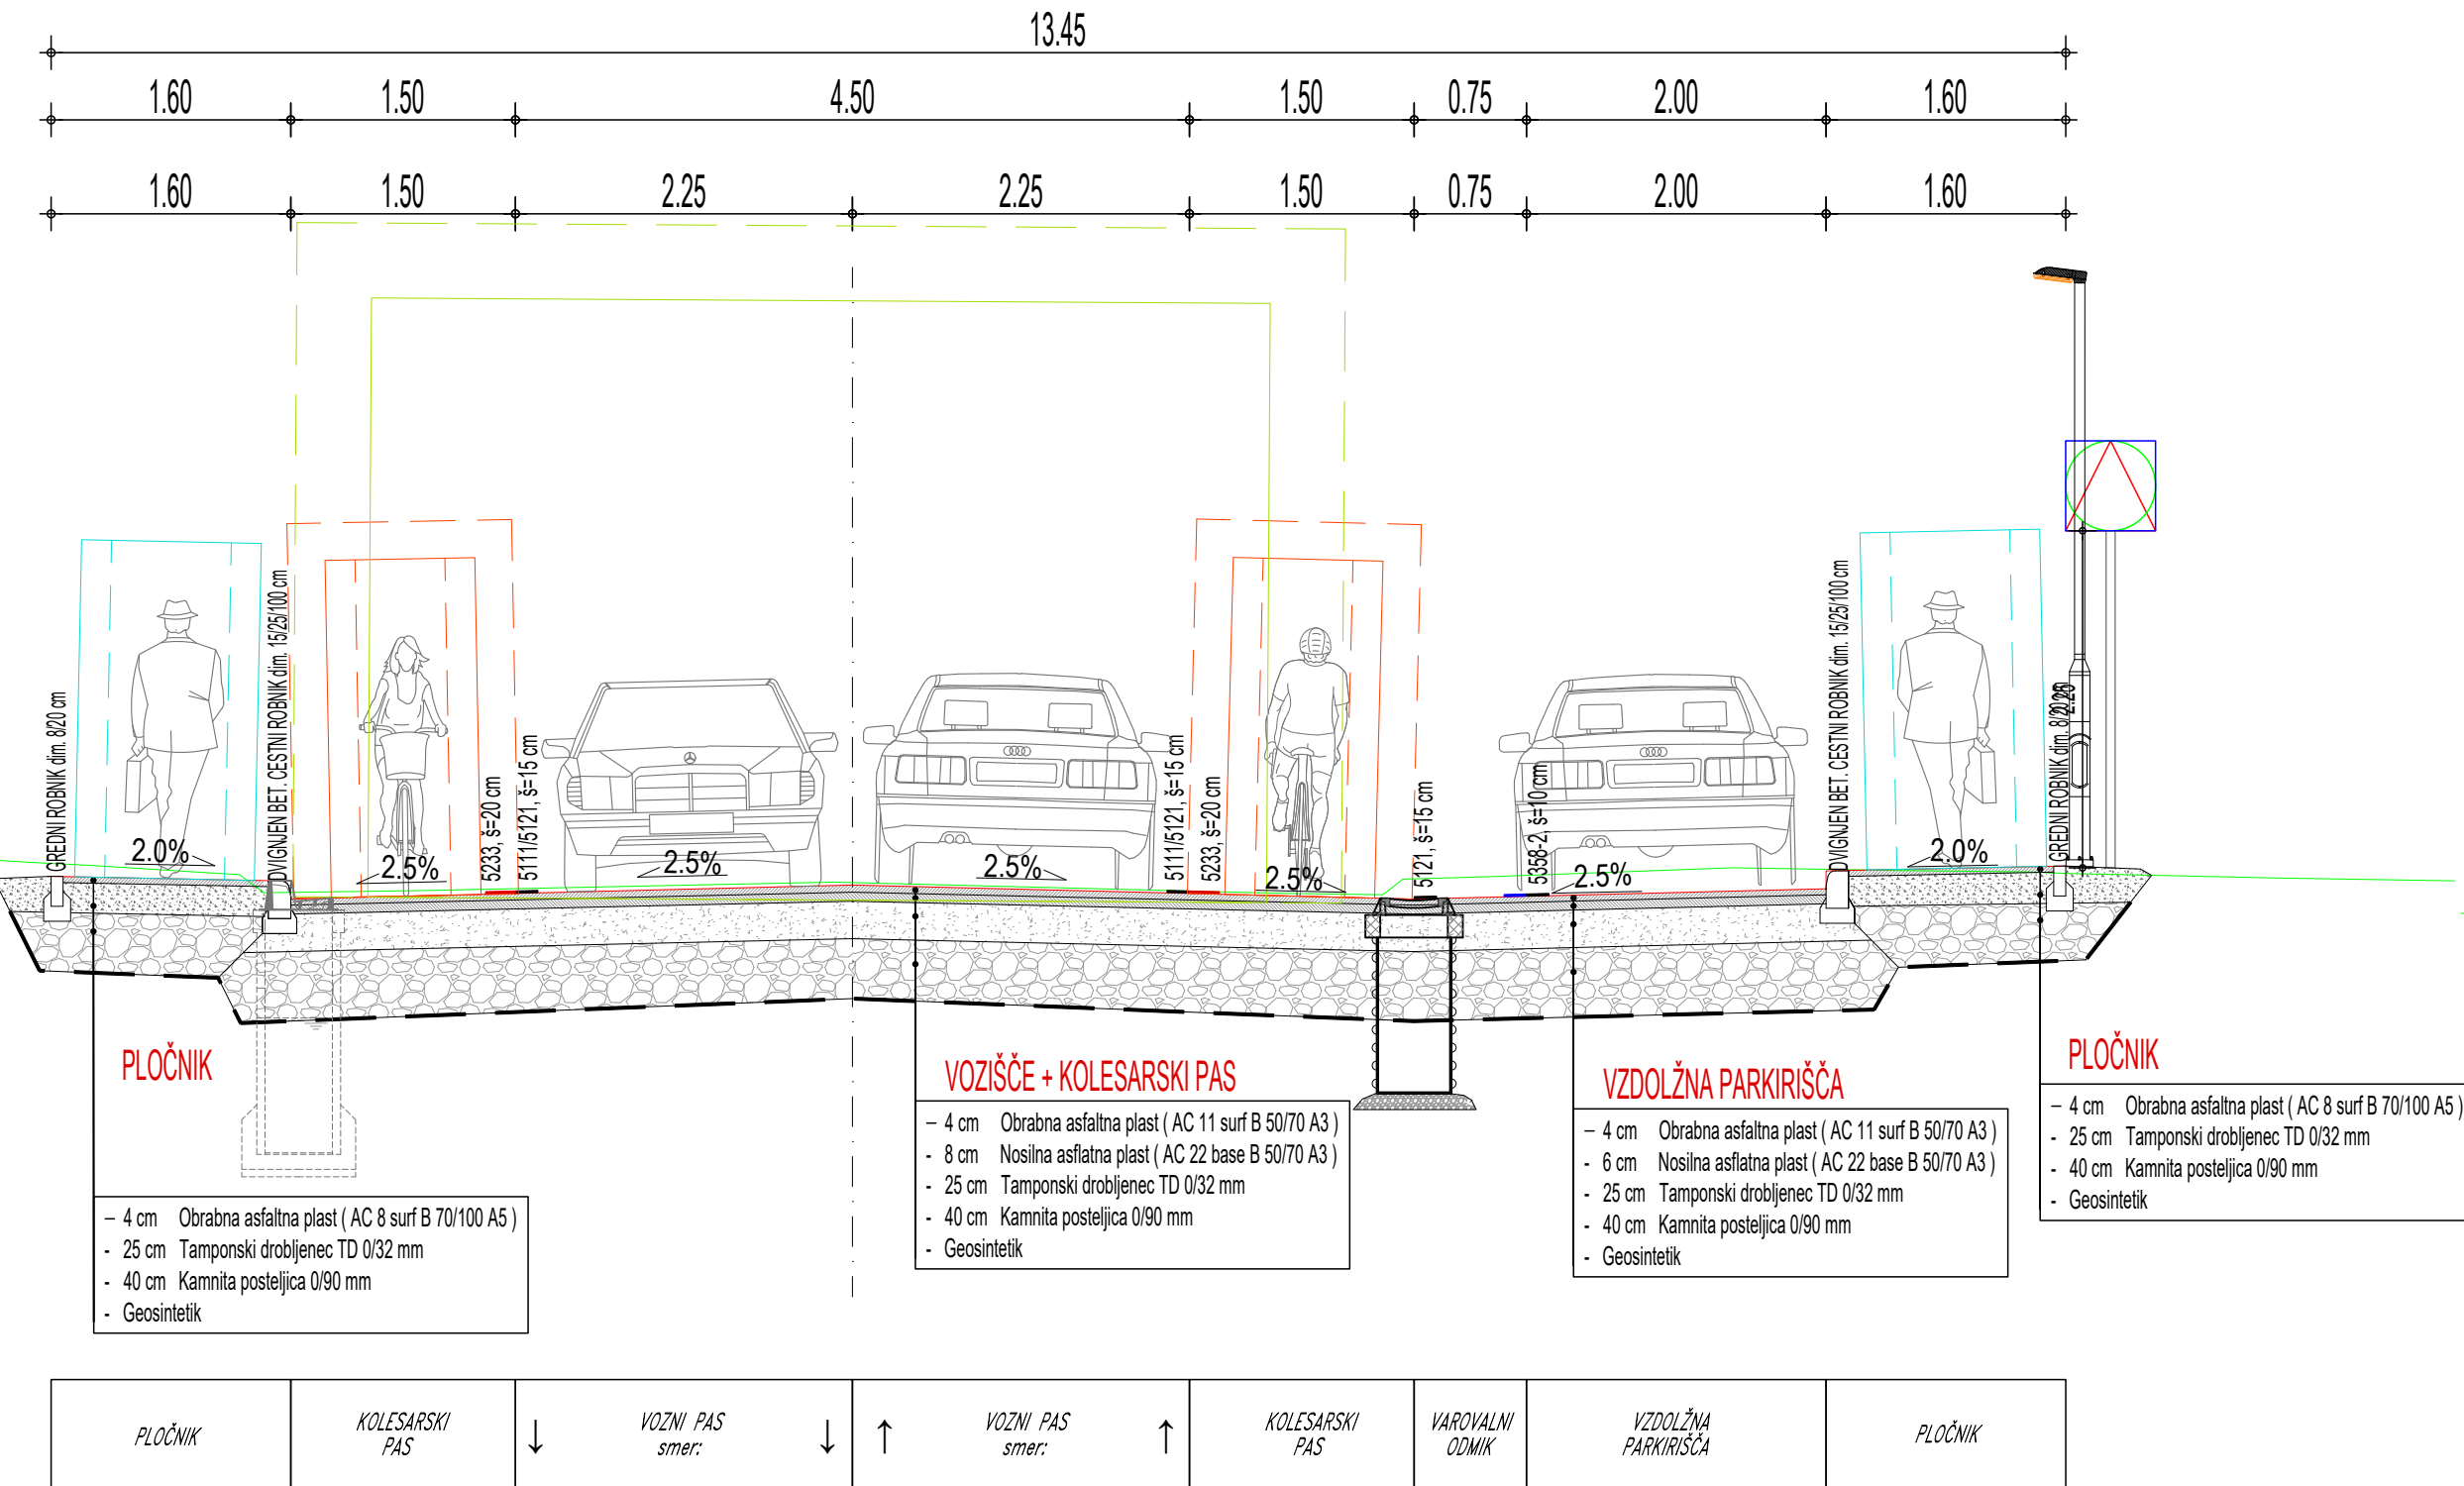 13.45
1.60 1.50 4.50 1.50 0.75 2.00 1.60
1.60 1.50 2.25 2.25 1.50 0.75 2.00 1.60
GREDNI ROBNIK dim. 8/20 cm
DVIGNJEN BET. CESTNI ROBNIK dim. 15/25/100 cm
5233, š=20 cm
5111/5121, š=15 cm
5111/5121, š=15 cm
5233, š=20 cm
5121, š=15 cm
5358-2, š=10 cm
DVIGNJEN BET. CESTNI ROBNIK dim. 15/25/100 cm
GREDNI ROBNIK dim. 8/20 cm
2.25
2.0% 2.5% 2.5% 2.5% 2.5% 2.5% 2.0%
PLOČNIK
– 4 cm Obrabna asfaltna plast ( AC 8 surf B 70/100 A5 )
- 25 cm Tamponski drobljenec TD 0/32 mm
- 40 cm Kamnita posteljica 0/90 mm
- Geosintetik
VOZIŠČE + KOLESARSKI PAS
– 4 cm Obrabna asfaltna plast ( AC 11 surf B 50/70 A3 )
- 8 cm Nosilna asflatna plast ( AC 22 base B 50/70 A3 )
- 25 cm Tamponski drobljenec TD 0/32 mm
- 40 cm Kamnita posteljica 0/90 mm
- Geosintetik
VZDOLŽNA PARKIRIŠČA
– 4 cm Obrabna asfaltna plast ( AC 11 surf B 50/70 A3 )
- 6 cm Nosilna asflatna plast ( AC 22 base B 50/70 A3 )
- 25 cm Tamponski drobljenec TD 0/32 mm
- 40 cm Kamnita posteljica 0/90 mm
- Geosintetik
PLOČNIK
– 4 cm Obrabna asfaltna plast ( AC 8 surf B 70/100 A5 )
- 25 cm Tamponski drobljenec TD 0/32 mm
- 40 cm Kamnita posteljica 0/90 mm
- Geosintetik
PLOČNIK
KOLESARSKI
PAS
↓ VOZNI PAS ↓
smer:
↑ VOZNI PAS ↑
smer:
KOLESARSKI
PAS
VAROVALNI
ODMIK
VZDOLŽNA
PARKIRIŠČA
PLOČNIK